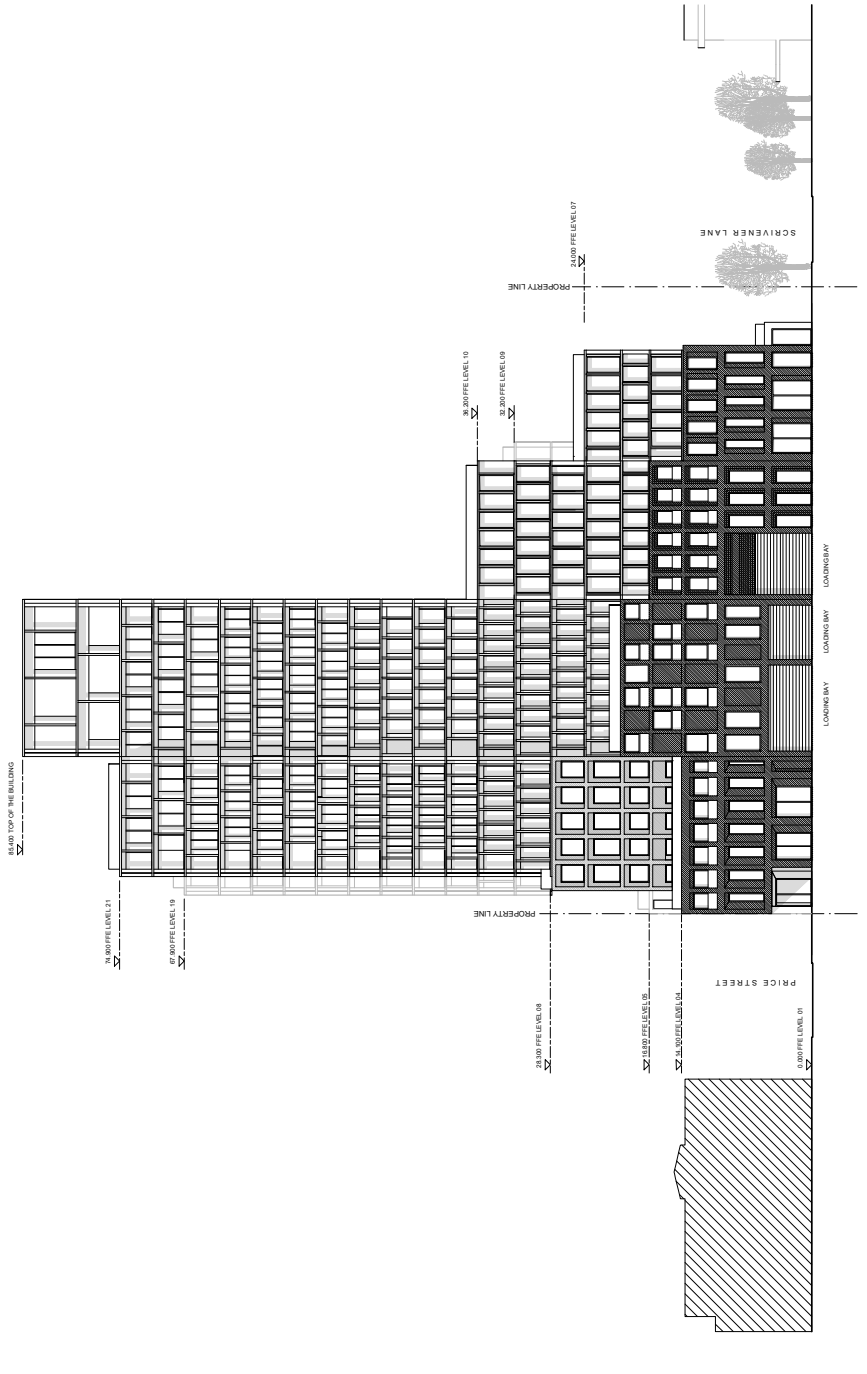 85.400 TOP OF THE BUILDING
74.900 FFE LEVEL 21
67.900 FFE LEVEL 19
36.200 FFE LEVEL 10
32.200 FFE LEVEL 09
28.300 FFE LEVEL 08
24.000 FFE LEVEL 07
16.800 FFE LEVEL 05
14.100 FFE LEVEL 04
0.000 FFE LEVEL 01
PROPERTY LINE
PROPERTY LINE
PRICE STREET
SCRIVENER LANE
LOADING BAY
LOADING BAY
LOADING BAY